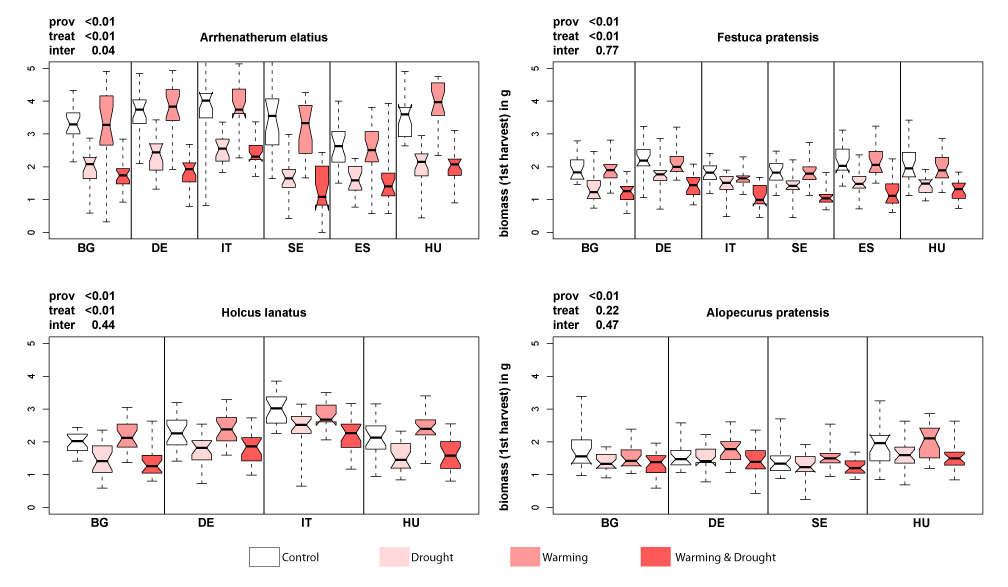 prov <0.01
treat <0.01
inter 0.04
Arrhenatherum elatius
5
4
3
2
1
0
BG DE IT SE ES HU
prov <0.01
treat <0.01
inter 0.77
Festuca pratensis
biomass (1st harvest) in g
5
4
3
2
1
0
BG DE IT SE ES HU
prov <0.01
treat <0.01
inter 0.44
Holcus lanatus
5
4
3
2
1
0
BG DE IT HU
prov <0.01
treat 0.22
inter 0.47
Alopecurus pratensis
biomass (1st harvest) in g
5
4
3
2
1
0
BG DE SE HU
Control Drought Warming Warming & Drought